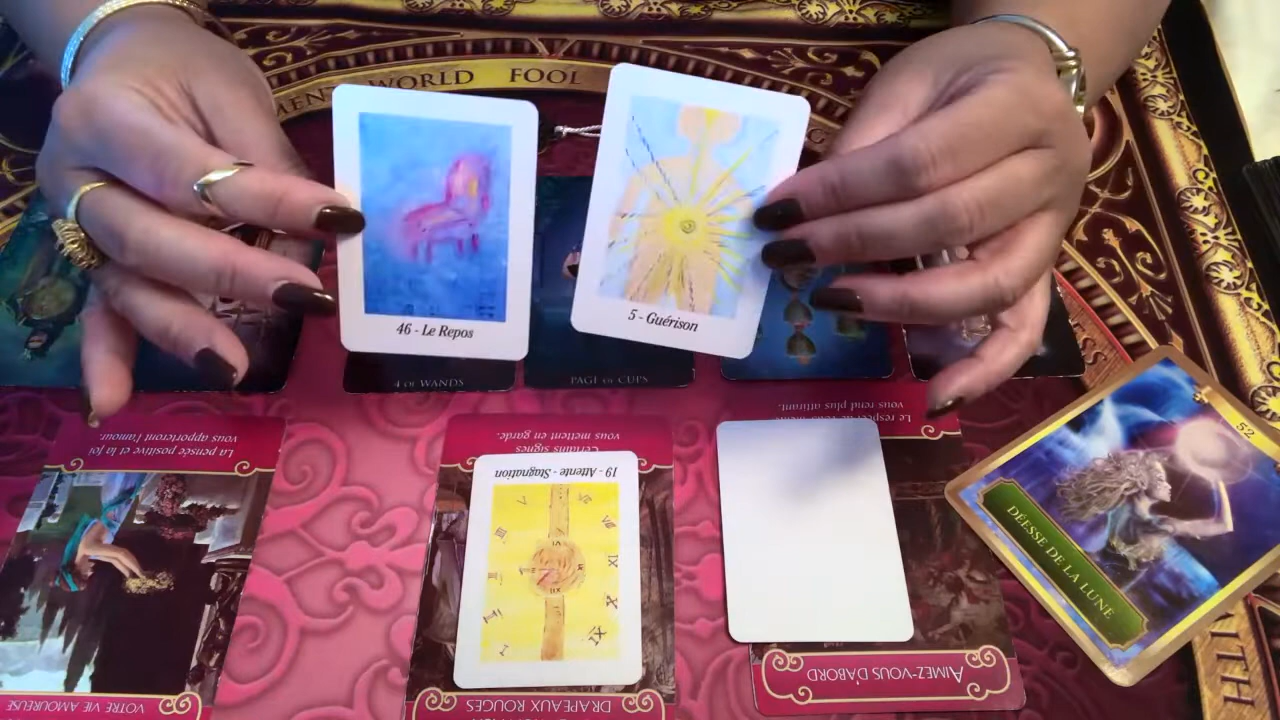 WORLD FOOL
46 - Le Repos
5 - Guérison
4 OF WANDS
PAGE OF CUPS
La pensée positive et la foi
vous apporteront l'amour.
Certains signes
vous mettent en garde.
vous rend plus attirant.
19 - Attente - Stagnation
52
DÉESSE DE LA LUNE
VOTRE VIE AMOUREUSE
DRAPEAUX ROUGES
AIMEZ-VOUS D'ABORD